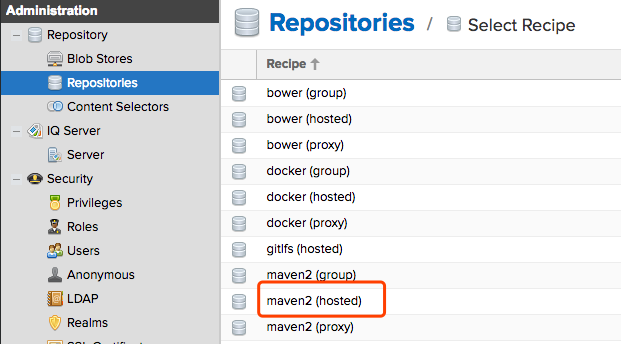 Administration
Repository
Blob Stores
Repositories
Content Selectors
IQ Server
Server
Security
Privileges
Roles
Users
Anonymous
LDAP
Realms
Repositories / Select Recipe
Recipe
bower (group)
bower (hosted)
bower (proxy)
docker (group)
docker (hosted)
docker (proxy)
gitlfs (hosted)
maven2 (group)
maven2 (hosted)
maven2 (proxy)